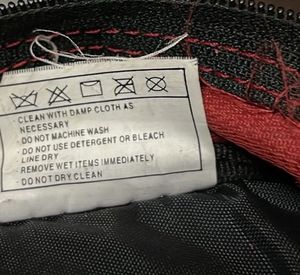 - CLEAN WITH DAMP CLOTH AS
NECESSARY
- DO NOT MACHINE WASH
- DO NOT USE DETERGENT OR BLEACH
- LINE DRY
- REMOVE WET ITEMS IMMEDIATELY
- DO NOT DRY CLEAN